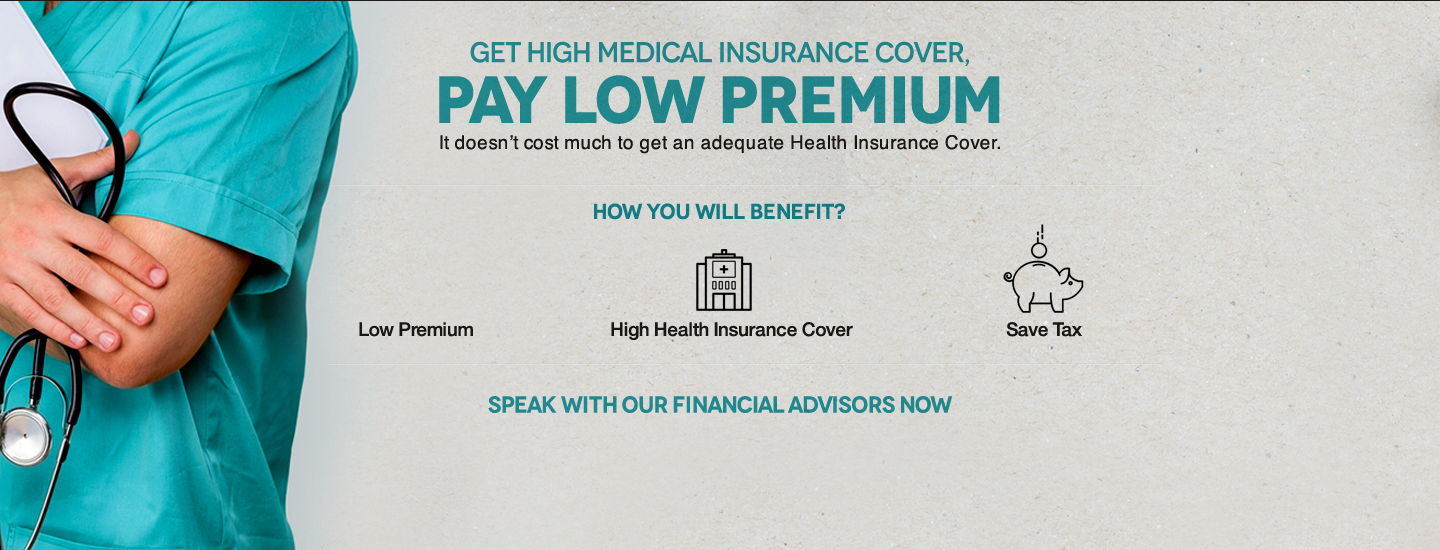 GET HIGH MEDICAL INSURANCE COVER,
PAY LOW PREMIUM
It doesn't cost much to get an adequate Health Insurance Cover.
HOW YOU WILL BENEFIT?
Low Premium
High Health Insurance Cover
Save Tax
SPEAK WITH OUR FINANCIAL ADVISORS NOW